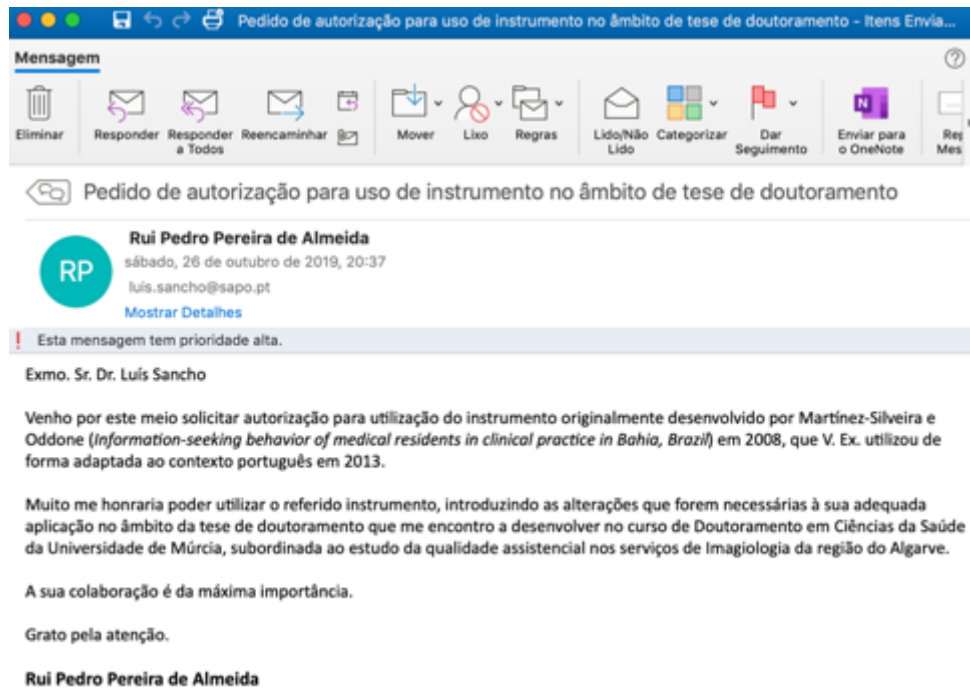 Pedido de autorização para uso de instrumento no âmbito de tese de doutoramento - Itens Envia...
Mensagem
Eliminar
Responder
Responder a Todos
Reencaminhar
Mover
Lixo
Regras
Lido/Não Lido
Categorizar
Dar Seguimento
Enviar para o OneNote
Pedido de autorização para uso de instrumento no âmbito de tese de doutoramento
RP
Rui Pedro Pereira de Almeida
sábado, 26 de outubro de 2019, 20:37
luis.sancho@sapo.pt
Mostrar Detalhes
Esta mensagem tem prioridade alta.
Exmo. Sr. Dr. Luís Sancho
Venho por este meio solicitar autorização para utilização do instrumento originalmente desenvolvido por Martínez-Silveira e
Oddone (Information-seeking behavior of medical residents in clinical practice in Bahia, Brazil) em 2008, que V. Ex. utilizou de
forma adaptada ao contexto português em 2013.
Muito me honraria poder utilizar o referido instrumento, introduzindo as alterações que forem necessárias à sua adequada
aplicação no âmbito da tese de doutoramento que me encontro a desenvolver no curso de Doutoramento em Ciências da Saúde
da Universidade de Múrcia, subordinada ao estudo da qualidade assistencial nos serviços de Imagiologia da região do Algarve.
A sua colaboração é da máxima importância.
Grato pela atenção.
Rui Pedro Pereira de Almeida